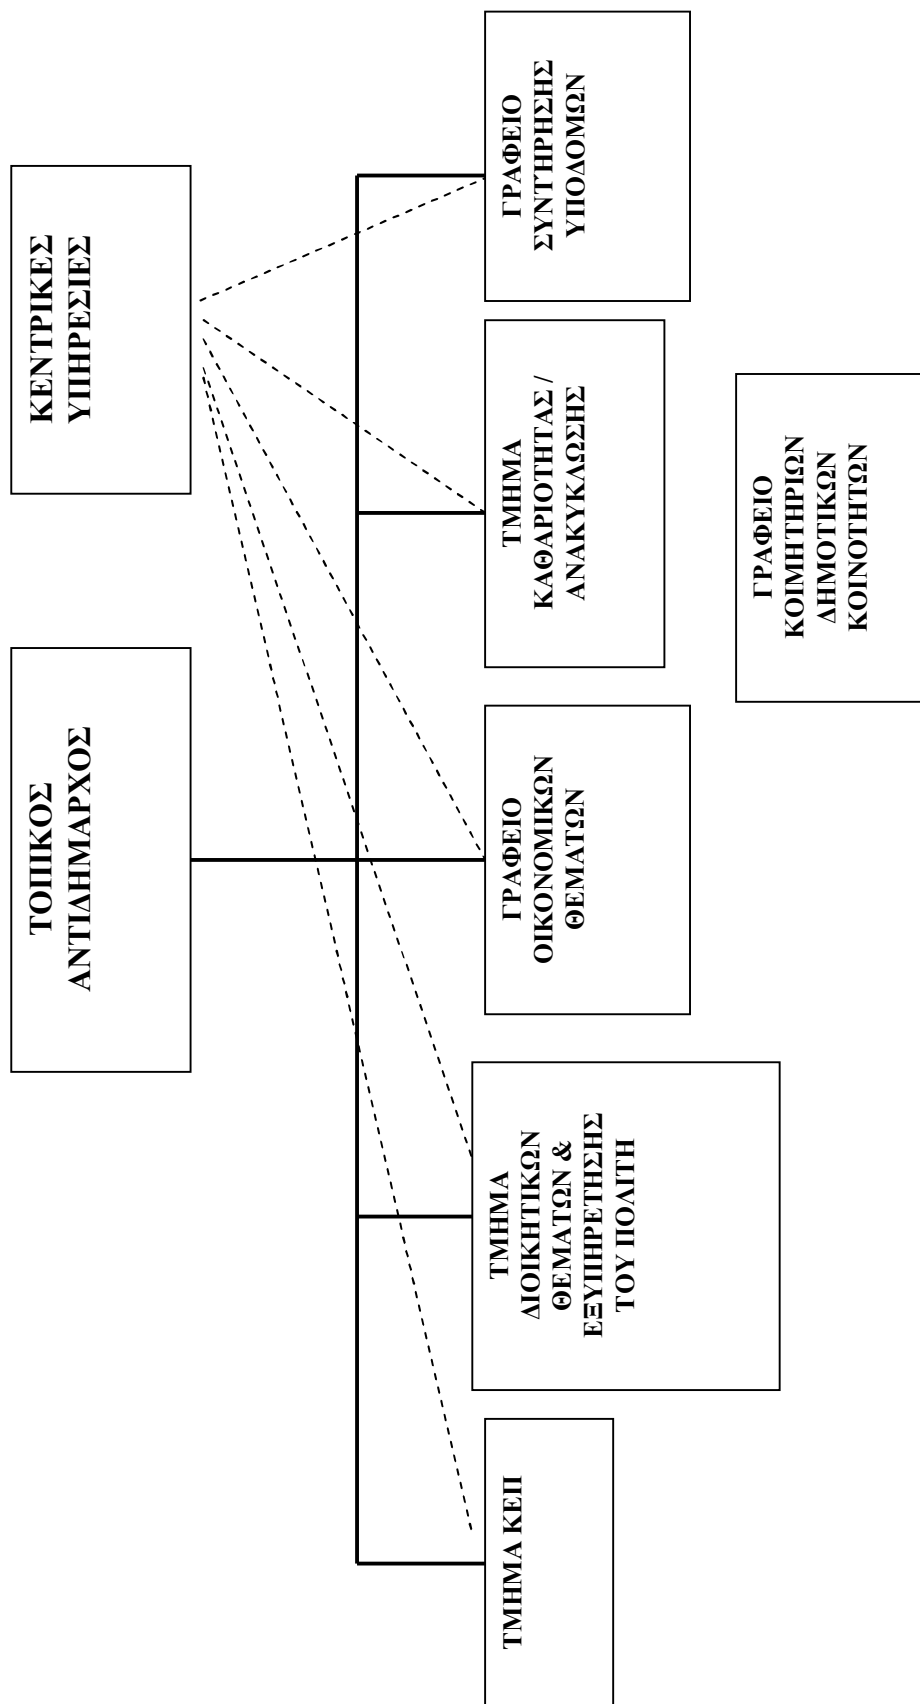 ΤΟΠΙΚΟΣ
ΑΝΤΙΔΗΜΑΡΧΟΣ
ΚΕΝΤΡΙΚΕΣ
ΥΠΗΡΕΣΙΕΣ
ΤΜΗΜΑ ΚΕΠ
ΤΜΗΜΑ
ΔΙΟΙΚΗΤΙΚΩΝ
ΘΕΜΑΤΩΝ &
ΕΞΥΠΗΡΕΤΗΣΗΣ
ΤΟΥ ΠΟΛΙΤΗ
ΓΡΑΦΕΙΟ
ΟΙΚΟΝΟΜΙΚΩΝ
ΘΕΜΑΤΩΝ
ΤΜΗΜΑ
ΚΑΘΑΡΙΟΤΗΤΑΣ /
ΑΝΑΚΥΚΛΩΣΗΣ
ΓΡΑΦΕΙΟ
ΣΥΝΤΗΡΗΣΗΣ
ΥΠΟΔΟΜΩΝ
ΓΡΑΦΕΙΟ
ΚΟΙΜΗΤΗΡΙΩΝ
ΔΗΜΟΤΙΚΩΝ
ΚΟΙΝΟΤΗΤΩΝ